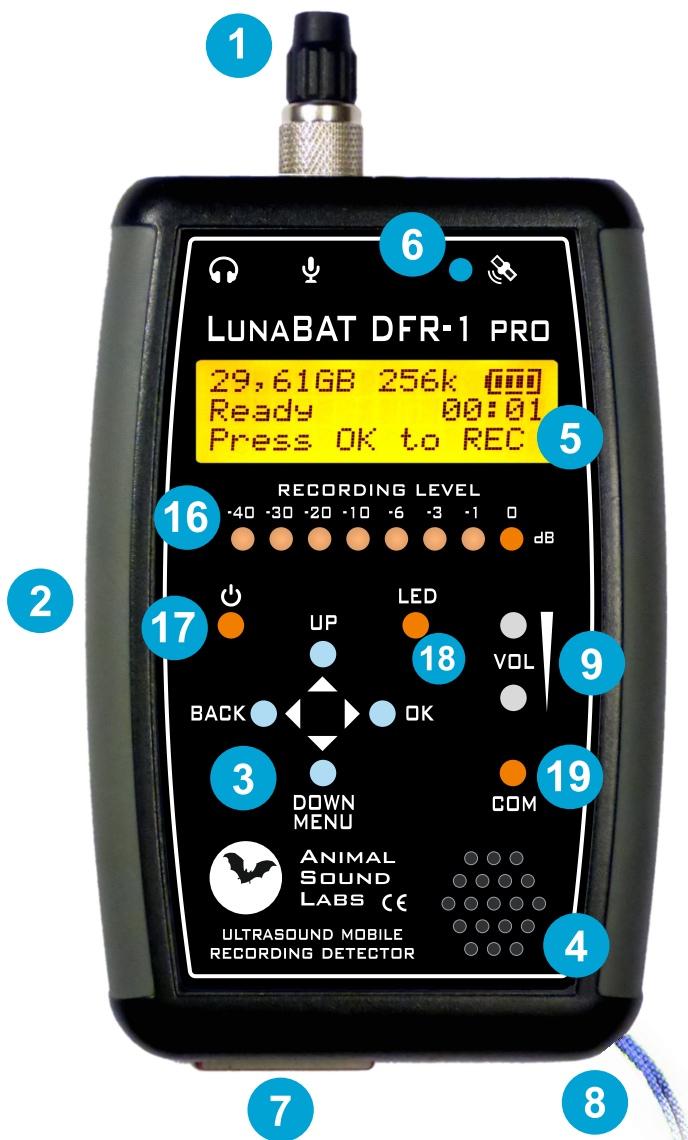 1
6
LUNABAT DFR-1 PRO
29,61GB 256k
Ready 00:01
Press OK to REC
5
RECORDING LEVEL
16
-40 -30 -20 -10 -6 -3 -1 0
dB
2
17
LED
UP
18
VOL
9
BACK OK
3
DOWN
MENU
19
COM
ANIMAL
SOUND
LABS CE
ULTRASOUND MOBILE
RECORDING DETECTOR
4
7
8